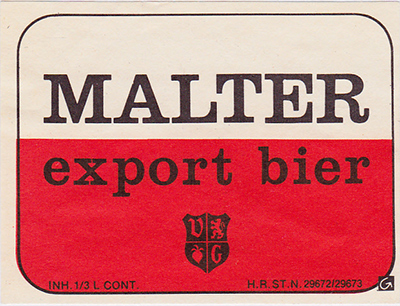 MALTER
export bier
V
G
INH. 1/3 L CONT.
H.R. ST. N. 29672/29673